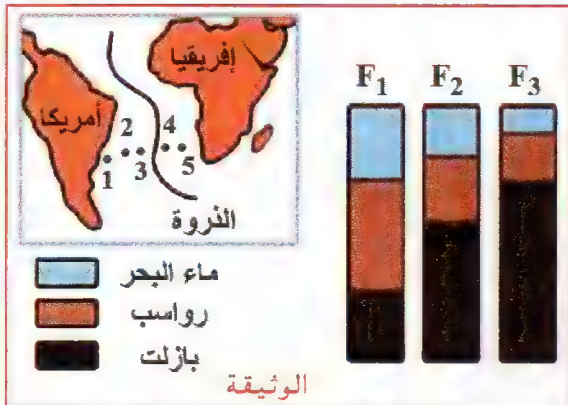 إفريقيا
أمريكا
1
2
3
4
5
الذروة
F₁
F₂
F₃
ماء البحر
رواسب
بازلت
الوثيقة